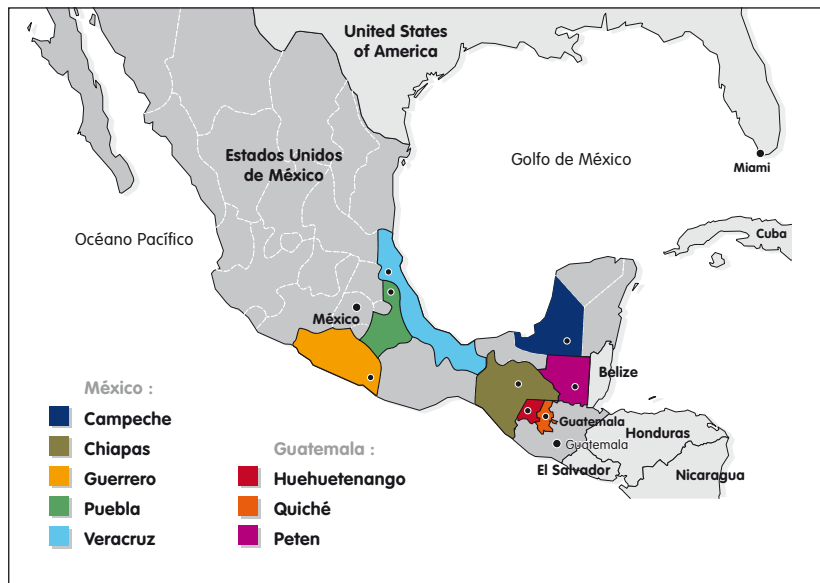 United States
of America
Estados Unidos
de México
Golfo de México
Miami
Océano Pacífico
Cuba
México
Belize
Guatemala
Honduras
Guatemala
El Salvador
Nicaragua
México :
Campeche
Chiapas
Guerrero
Puebla
Veracruz
Guatemala :
Huehuetenango
Quiché
Peten